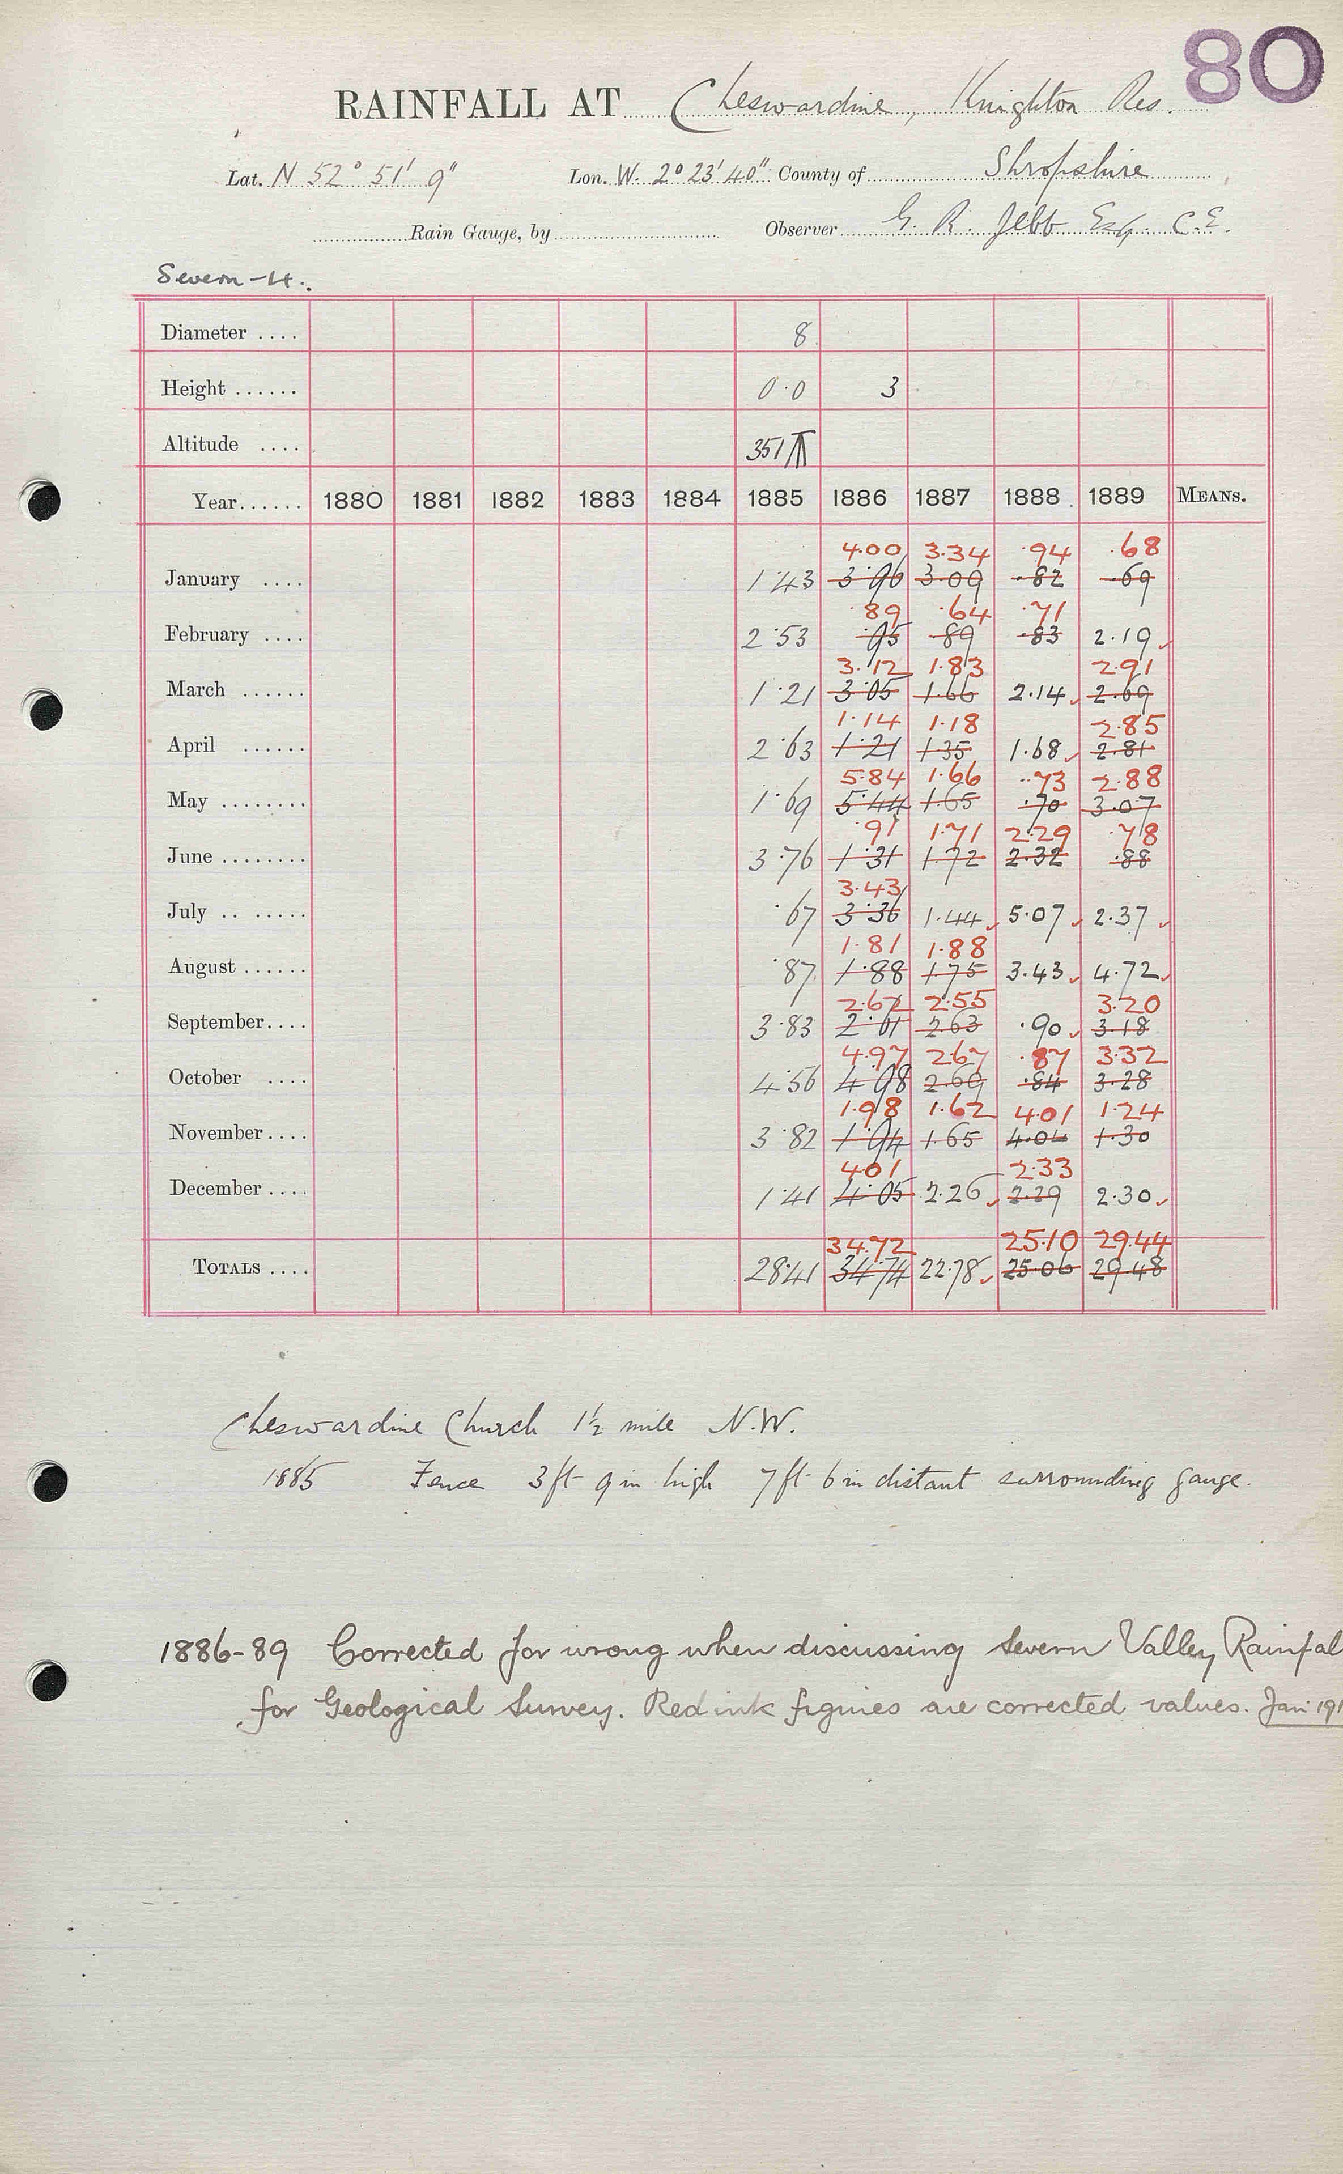 80
RAINFALL AT Cheswardine, Knighton Res.
Lat. N 52° 51' 9" Lon. W. 2° 23' 40" County of Shropshire
Rain Gauge, by Observer G. R. Jebb Esq. C.E.
Severn-H.
Diameter .... 8
Height ...... 0.0 3
Altitude .... 351
Year...... 1880 1881 1882 1883 1884 1885 1886 1887 1888 1889 MEANS.
4.00 3.34 .94 .68
January .... 1.43 3.96 3.09 .82 .69
.89 .64 .71
February .... 2.53 .95 .89 .83 2.19
3.12 1.83 2.91
March ...... 1.21 3.05 1.66 2.14 2.69
1.14 1.18 2.85
April ...... 2.63 1.21 1.35 1.68 2.81
5.84 1.66 .73 2.88
May ........ 1.69 5.44 1.65 .70 3.07
.91 1.71 2.29 .78
June ........ 3.76 1.31 1.72 2.32 .88
3.43
July .. ..... .67 3.36 1.44 5.07 2.37
1.81 1.88
August ...... .87 1.88 1.75 3.43 4.72
2.62 2.55 3.20
September.... 3.83 2.61 2.63 .90 3.18
4.97 2.67 .87 3.32
October .... 4.56 4.98 2.69 .84 3.28
1.98 1.62 4.01 1.24
November.... 3.82 1.94 1.65 4.04 1.30
4.01 2.33
December .... 1.41 4.05 2.26 2.29 2.30
34.72 25.10 29.44
TOTALS .... 28.41 34.74 22.78 25.06 29.48
Cheswardine Church 1½ mile N.W.
1885 Fence 3ft 9in high 7ft 6in distant surrounding gauge.
1886-89 Corrected for wrong when discussing Severn Valley Rainfal
for Geological Survey. Red ink figures are corrected values. Jan 191